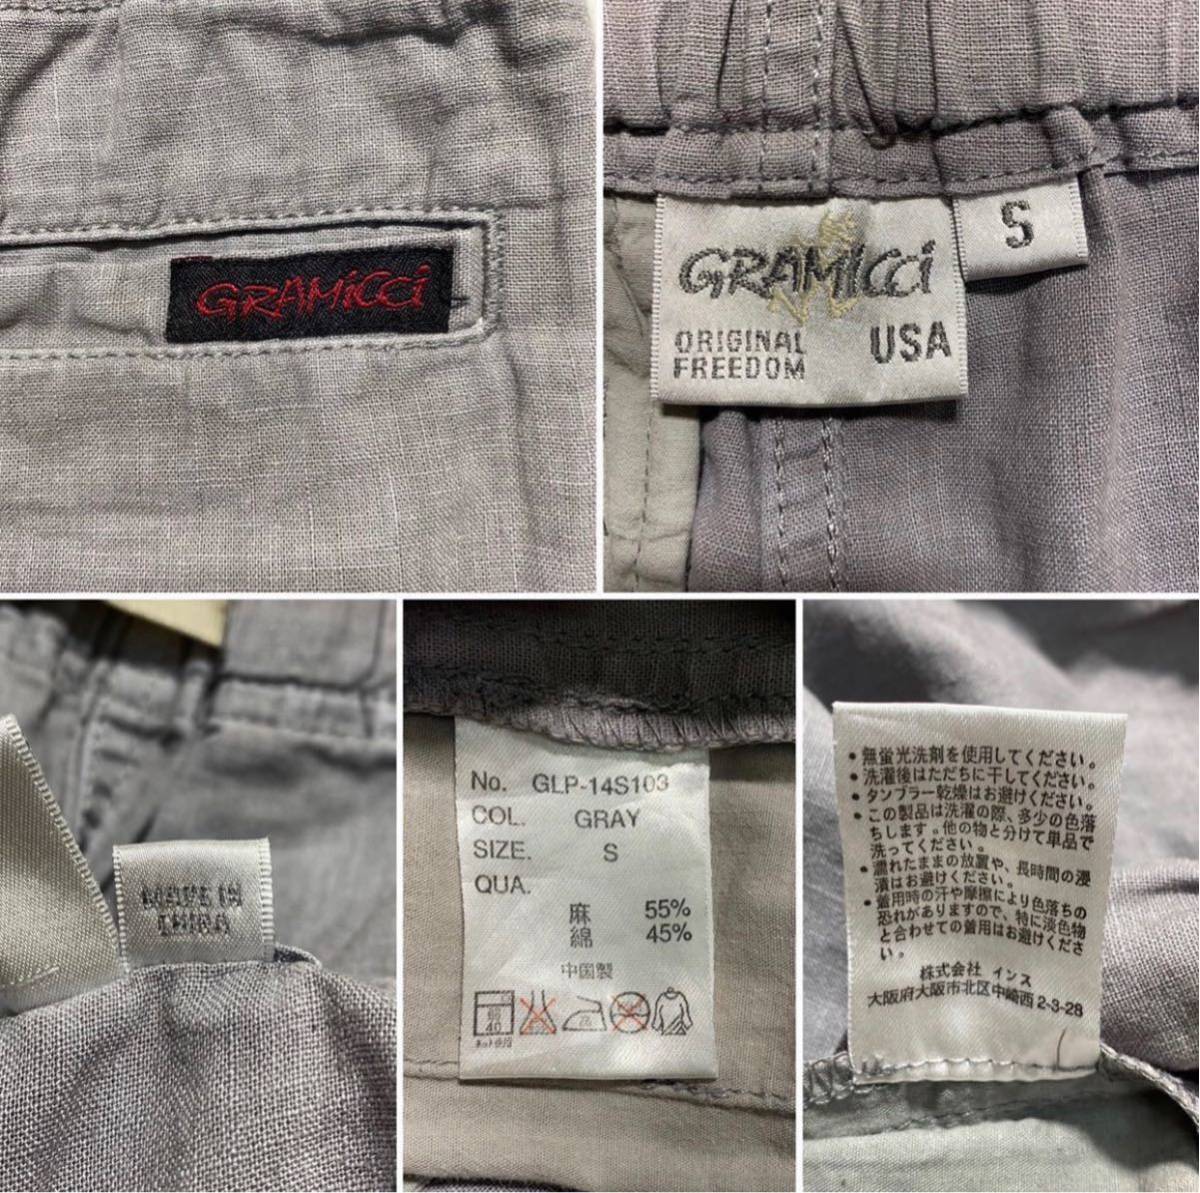 GRAMiCCi
GRAMiCCi
ORIGINAL
FREEDOM
USA
S
MADE IN
CHINA
No. GLP-14S103
COL. GRAY
SIZE. S
QUA.
麻 55%
綿 45%
中国製
40
・無蛍光洗剤を使用してください。
・洗濯後はただちに干してください。
・タンブラー乾燥はお避けください。
・この製品は洗濯の際、多少の色落
ちします。他の物と分けて単品で
洗ってください。
・濡れたままの放置や、長時間の浸
漬はお避けください。
・着用時の汗や摩擦により色落ちの
恐れがありますので、特に淡色物
と合わせての着用はお避けくださ
い。
株式会社 インス
大阪府大阪市北区中崎西2-3-28